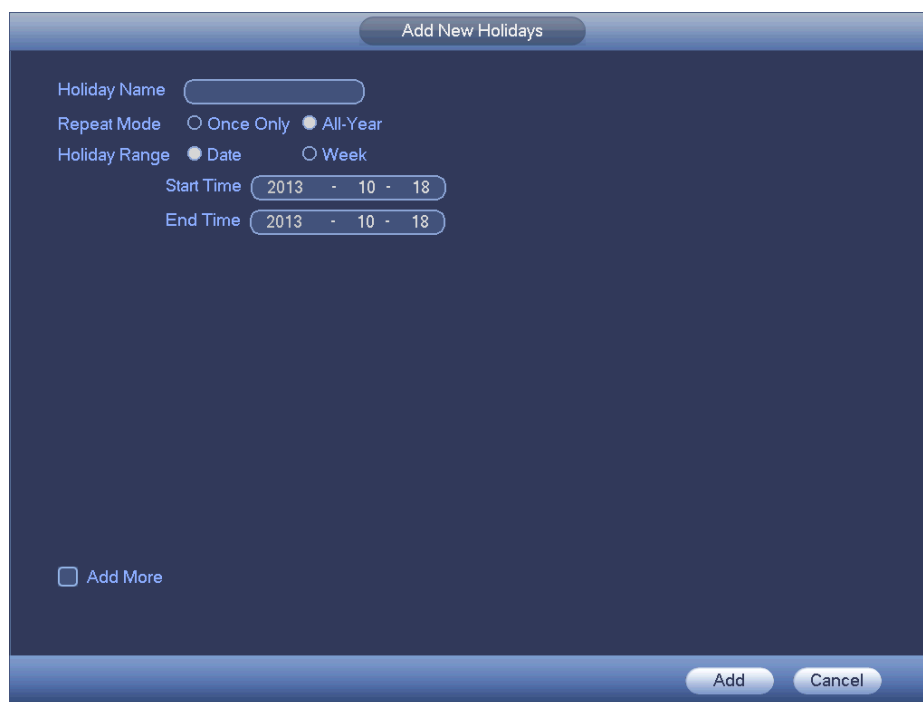 Add New Holidays
Holiday Name
Repeat Mode Once Only All-Year
Holiday Range Date Week
Start Time 2013 - 10 - 18
End Time 2013 - 10 - 18
Add More
Add Cancel